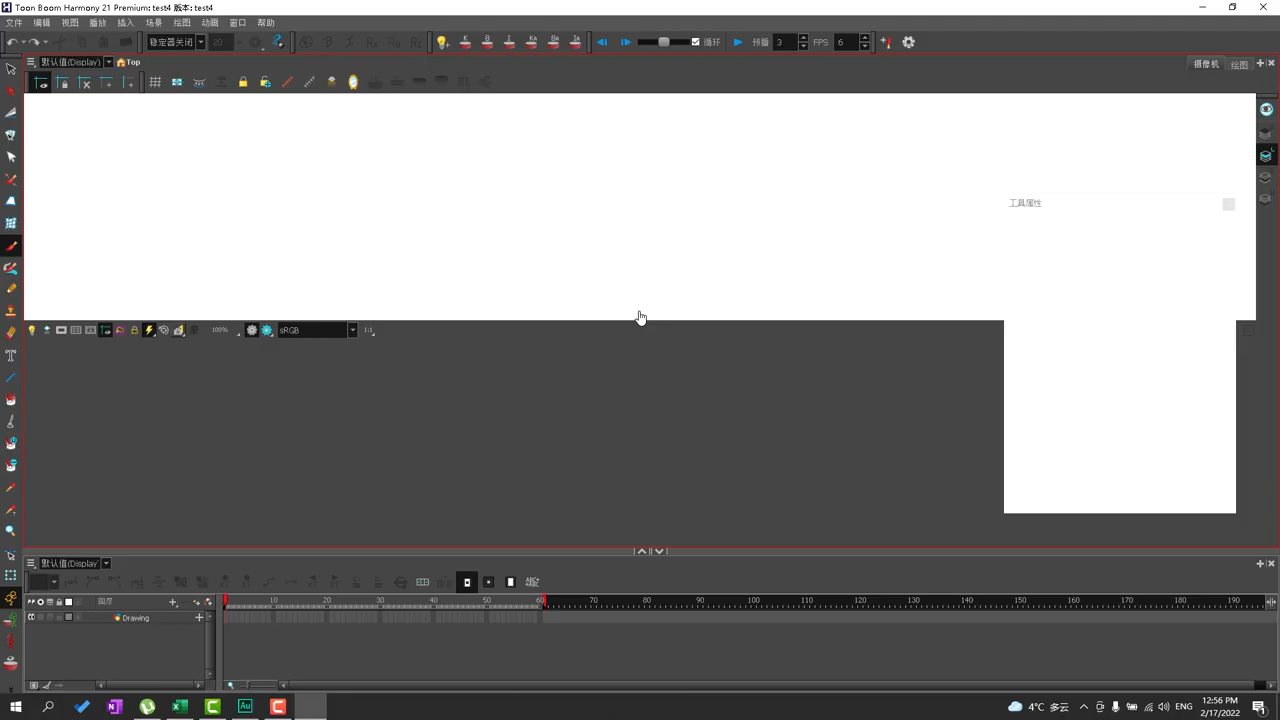 Toon Boom Harmony 21 Premium: test4 版本: test4
文件 编辑 视图 播放 插入 场景 绘图 动画 窗口 帮助
稳定器关闭 20 循环 预播 3 FPS 6
默认值(Display) Top 摄像机 绘图
工具属性
100% sRGB 1:1
默认值(Display)
图层 10 20 30 40 50 60 70 80 90 100 110 120 130 140 150 160 170 180 190
Drawing
4°C 多云 ENG 12:56 PM
2/17/2022